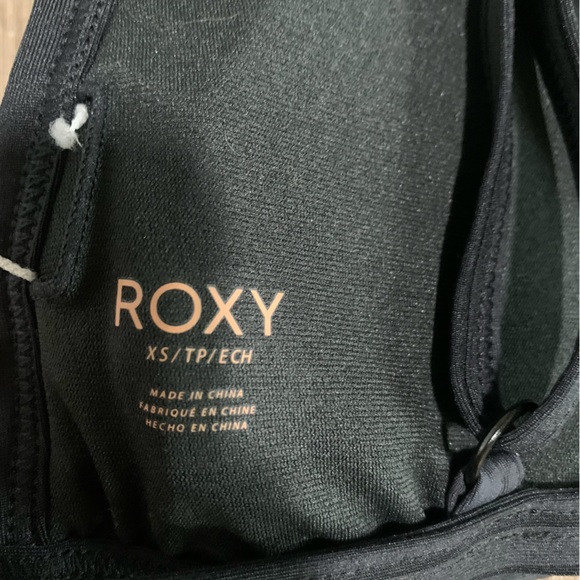 ROXY
XS/TP/ECH
MADE IN CHINA
FABRIQUÉ EN CHINE
HECHO EN CHINA